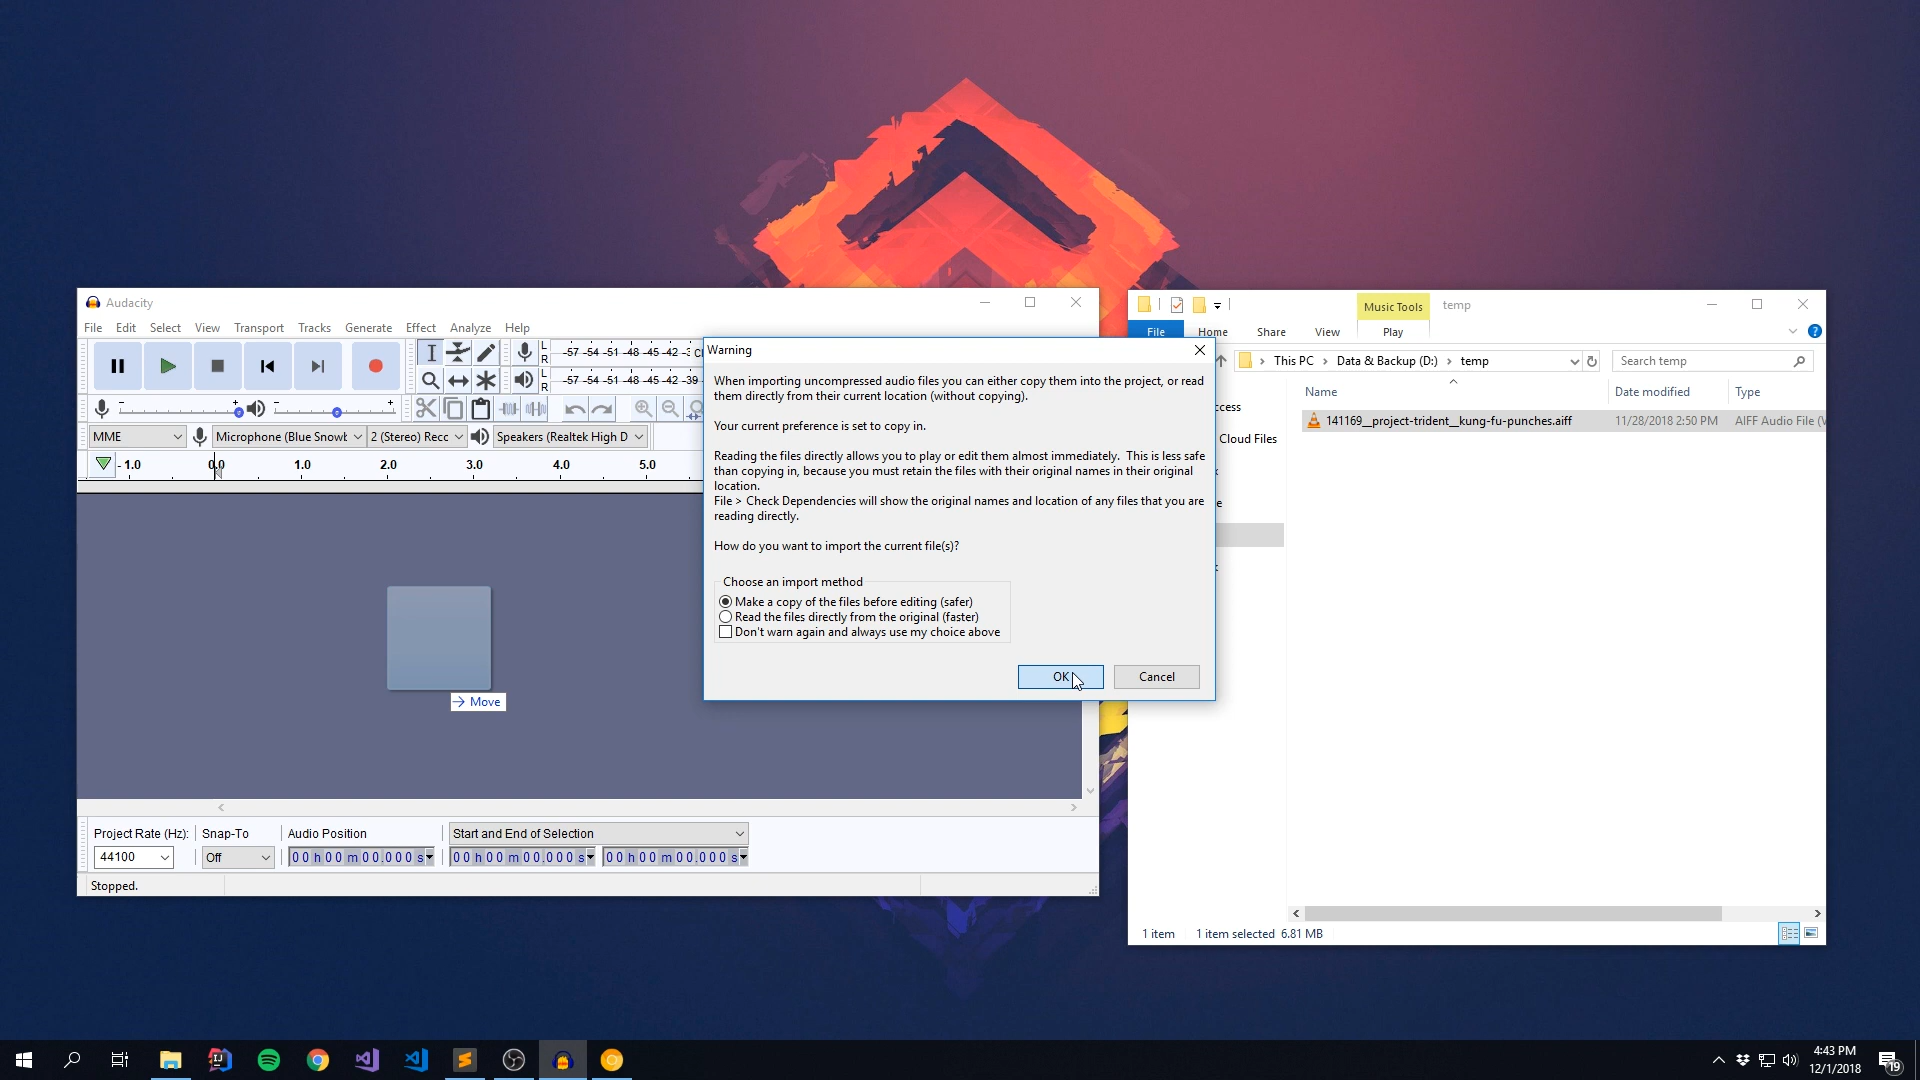 Audacity
File Edit Select View Transport Tracks Generate Effect Analyze Help
L
R
-57 -54 -51 -48 -45 -42
L
R
-57 -54 -51 -48 -45 -42 -39
MME
Microphone (Blue Snowb
2 (Stereo) Recc
Speakers (Realtek High D
-1.0 0.0 1.0 2.0 3.0 4.0 5.0
Move
Project Rate (Hz): Snap-To Audio Position Start and End of Selection
44100 Off 00 h 00 m 00.000 s 00 h 00 m 00.000 s 00 h 00 m 00.000 s
Stopped.
Warning
When importing uncompressed audio files you can either copy them into the project, or read
them directly from their current location (without copying).
Your current preference is set to copy in.
Reading the files directly allows you to play or edit them almost immediately. This is less safe
than copying in, because you must retain the files with their original names in their original
location.
File > Check Dependencies will show the original names and location of any files that you are
reading directly.
How do you want to import the current file(s)?
Choose an import method
Make a copy of the files before editing (safer)
Read the files directly from the original (faster)
Don't warn again and always use my choice above
OK Cancel
Music Tools temp
File Home Share View Play
This PC > Data & Backup (D:) > temp
Search temp
Name Date modified Type
141169__project-trident__kung-fu-punches.aiff 11/28/2018 2:50 PM AIFF Audio File (V
Cloud Files
1 item 1 item selected 6.81 MB
4:43 PM
12/1/2018
19